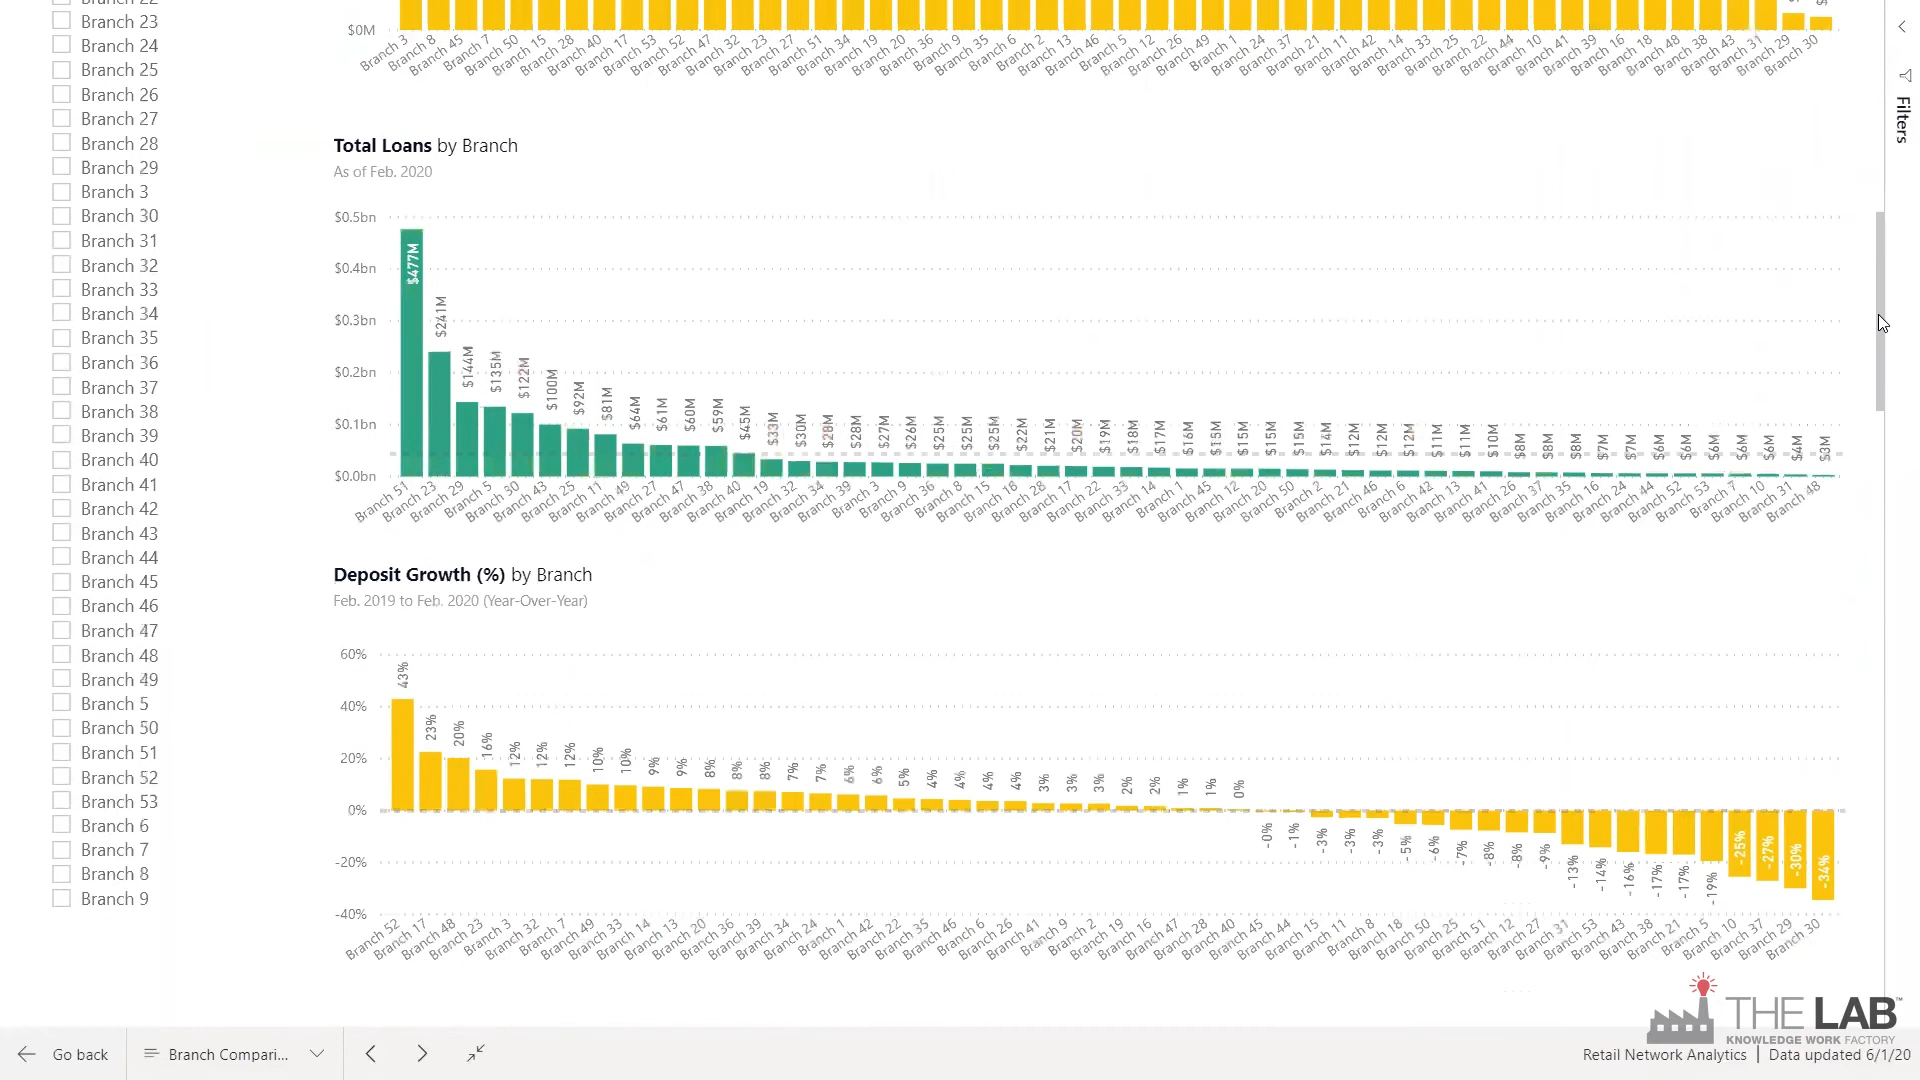 Branch 23
Branch 24
Branch 25
Branch 26
Branch 27
Branch 28
Branch 29
Branch 3
Branch 30
Branch 31
Branch 32
Branch 33
Branch 34
Branch 35
Branch 36
Branch 37
Branch 38
Branch 39
Branch 40
Branch 41
Branch 42
Branch 43
Branch 44
Branch 45
Branch 46
Branch 47
Branch 48
Branch 49
Branch 5
Branch 50
Branch 51
Branch 52
Branch 53
Branch 6
Branch 7
Branch 8
Branch 9
$0M
Branch 3 Branch 8 Branch 45 Branch 7 Branch 50 Branch 15 Branch 28 Branch 40 Branch 17 Branch 53 Branch 52 Branch 47 Branch 32 Branch 23 Branch 27 Branch 51 Branch 34 Branch 19 Branch 20 Branch 36 Branch 9 Branch 35 Branch 6 Branch 2 Branch 13 Branch 46 Branch 5 Branch 12 Branch 26 Branch 49 Branch 1 Branch 24 Branch 37 Branch 21 Branch 11 Branch 42 Branch 14 Branch 33 Branch 25 Branch 22 Branch 44 Branch 10 Branch 41 Branch 39 Branch 16 Branch 18 Branch 48 Branch 38 Branch 43 Branch 31 Branch 29 Branch 30
Total Loans by Branch
As of Feb. 2020
$0.5bn
$0.4bn
$0.3bn
$0.2bn
$0.1bn
$0.0bn
$477M $241M $144M $135M $122M $100M $92M $81M $64M $61M $60M $59M $45M $33M $30M $28M $28M $27M $26M $25M $25M $25M $22M $21M $20M $19M $18M $17M $16M $15M $15M $15M $15M $14M $12M $12M $12M $11M $11M $10M $8M $8M $8M $7M $7M $6M $6M $6M $6M $6M $4M $3M
Branch 51 Branch 23 Branch 29 Branch 5 Branch 30 Branch 43 Branch 25 Branch 11 Branch 49 Branch 27 Branch 47 Branch 38 Branch 40 Branch 19 Branch 32 Branch 34 Branch 39 Branch 3 Branch 9 Branch 36 Branch 8 Branch 15 Branch 18 Branch 28 Branch 17 Branch 22 Branch 33 Branch 14 Branch 1 Branch 45 Branch 12 Branch 20 Branch 50 Branch 2 Branch 21 Branch 46 Branch 6 Branch 42 Branch 13 Branch 41 Branch 26 Branch 37 Branch 35 Branch 16 Branch 24 Branch 44 Branch 52 Branch 53 Branch 7 Branch 10 Branch 31 Branch 48
Deposit Growth (%) by Branch
Feb. 2019 to Feb. 2020 (Year-Over-Year)
60%
40%
20%
0%
-20%
-40%
43% 23% 20% 16% 12% 12% 12% 10% 10% 9% 9% 8% 8% 8% 7% 7% 6% 6% 5% 4% 4% 4% 4% 3% 3% 3% 2% 2% 1% 1% 0% -0% -1% -3% -3% -3% -5% -6% -7% -8% -8% -9% -13% -14% -16% -17% -17% -19% -25% -27% -30% -34%
Branch 52 Branch 17 Branch 48 Branch 23 Branch 3 Branch 32 Branch 7 Branch 49 Branch 33 Branch 14 Branch 13 Branch 20 Branch 36 Branch 39 Branch 34 Branch 24 Branch 1 Branch 42 Branch 22 Branch 35 Branch 46 Branch 6 Branch 26 Branch 41 Branch 9 Branch 2 Branch 19 Branch 16 Branch 47 Branch 28 Branch 40 Branch 45 Branch 44 Branch 15 Branch 11 Branch 8 Branch 18 Branch 50 Branch 25 Branch 51 Branch 12 Branch 27 Branch 31 Branch 53 Branch 43 Branch 38 Branch 21 Branch 5 Branch 10 Branch 37 Branch 29 Branch 30
Filters
THE LAB™
KNOWLEDGE WORK FACTORY
Go back
Branch Compari...
Retail Network Analytics | Data updated 6/1/20